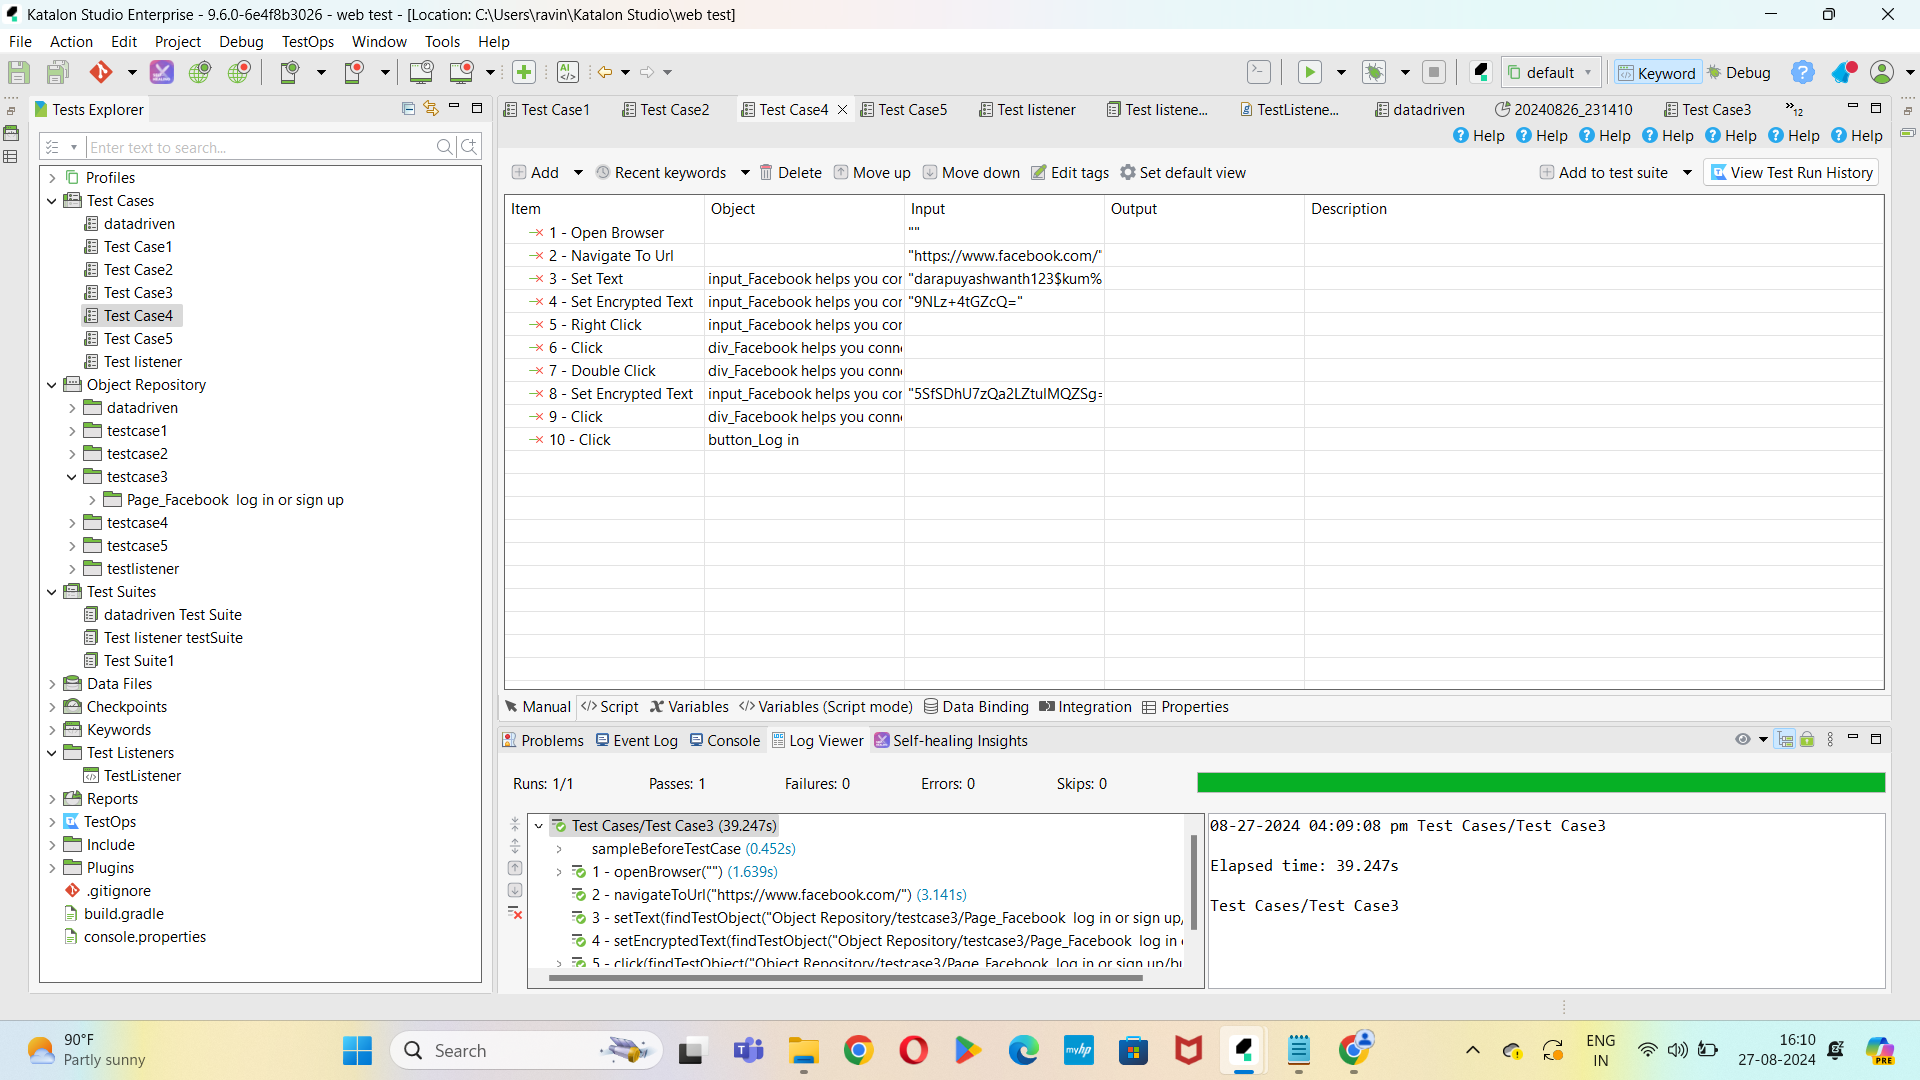 Katalon Studio Enterprise - 9.6.0-6e4f8b3026 - web test - [Location: C:\Users\ravin\Katalon Studio\web test]
File Action Edit Project Debug TestOps Window Tools Help
default Keyword Debug
Tests Explorer
Enter text to search...
Profiles
Test Cases
datadriven
Test Case1
Test Case2
Test Case3
Test Case4
Test Case5
Test listener
Object Repository
datadriven
testcase1
testcase2
testcase3
Page_Facebook log in or sign up
testcase4
testcase5
testlistener
Test Suites
datadriven Test Suite
Test listener testSuite
Test Suite1
Data Files
Checkpoints
Keywords
Test Listeners
TestListener
Reports
TestOps
Include
Plugins
.gitignore
build.gradle
console.properties
Test Case1 Test Case2 Test Case4 Test Case5 Test listener Test listene... TestListene... datadriven 20240826_231410 Test Case3 12
Help Help Help Help Help Help Help
Add Recent keywords Delete Move up Move down Edit tags Set default view Add to test suite View Test Run History
Item Object Input Output Description
1 - Open Browser ""
2 - Navigate To Url "https://www.facebook.com/"
3 - Set Text input_Facebook helps you cor "darapuyashwanth123$kum%
4 - Set Encrypted Text input_Facebook helps you cor "9NLz+4tGZcQ="
5 - Right Click input_Facebook helps you cor
6 - Click div_Facebook helps you conn
7 - Double Click div_Facebook helps you conn
8 - Set Encrypted Text input_Facebook helps you cor "5SfSDhU7zQa2LZtulMQZSg=
9 - Click div_Facebook helps you conn
10 - Click button_Log in
Manual Script Variables Variables (Script mode) Data Binding Integration Properties
Problems Event Log Console Log Viewer Self-healing Insights
Runs: 1/1 Passes: 1 Failures: 0 Errors: 0 Skips: 0
Test Cases/Test Case3 (39.247s)
sampleBeforeTestCase (0.452s)
1 - openBrowser("") (1.639s)
2 - navigateToUrl("https://www.facebook.com/") (3.141s)
3 - setText(findTestObject("Object Repository/testcase3/Page_Facebook log in or sign up/
4 - setEncryptedText(findTestObject("Object Repository/testcase3/Page_Facebook log in
5 - click(findTestObject("Object Repository/testcase3/Page_Facebook log in or sign up/bu
08-27-2024 04:09:08 pm Test Cases/Test Case3
Elapsed time: 39.247s
Test Cases/Test Case3
90°F
Partly sunny
Search
myhp
PRE
ENG
IN
16:10
27-08-2024